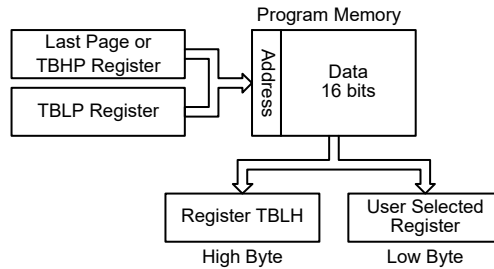 Program Memory
Last Page or
TBHP Register
TBLP Register
Address
Data
16 bits
Register TBLH
User Selected
Register
High Byte
Low Byte